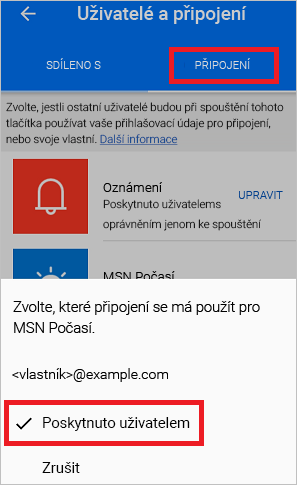 Uživatelé a připojení
SDÍLENO S
PŘIPOJENÍ
Zvolte, jestli ostatní uživatelé budou při spouštění tohoto
tlačítka používat vaše přihlašovací údaje pro připojení,
nebo svoje vlastní. Další informace
Oznámení
Poskytnuto uživatelems
oprávněním jenom ke spouštění
UPRAVIT
MSN Počasí
Zvolte, které připojení se má použít pro
MSN Počasí.
<vlastník>@example.com
Poskytnuto uživatelem
Zrušit